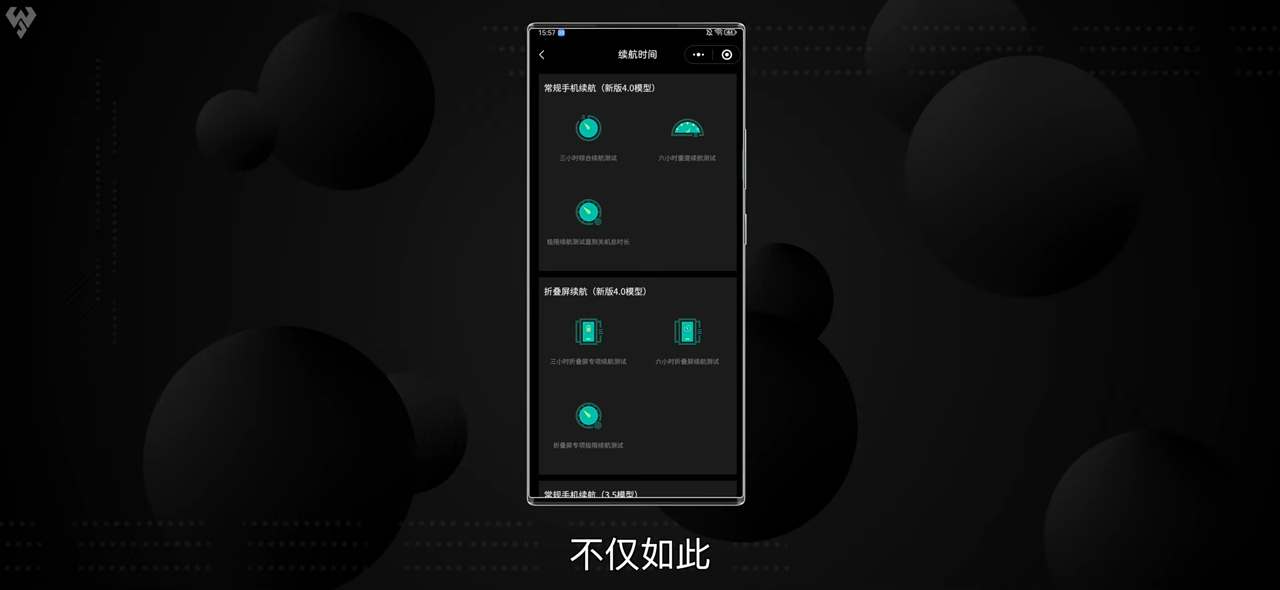 15:57
续航时间
常规手机续航（新版4.0模型）
三小时综合续航测试
六小时重度续航测试
极限续航测试直到关机总时长
折叠屏续航（新版4.0模型）
三小时折叠屏专项续航测试
六小时折叠屏续航测试
折叠屏专项极限续航测试
常规手机续航（3.5模型）
不仅如此